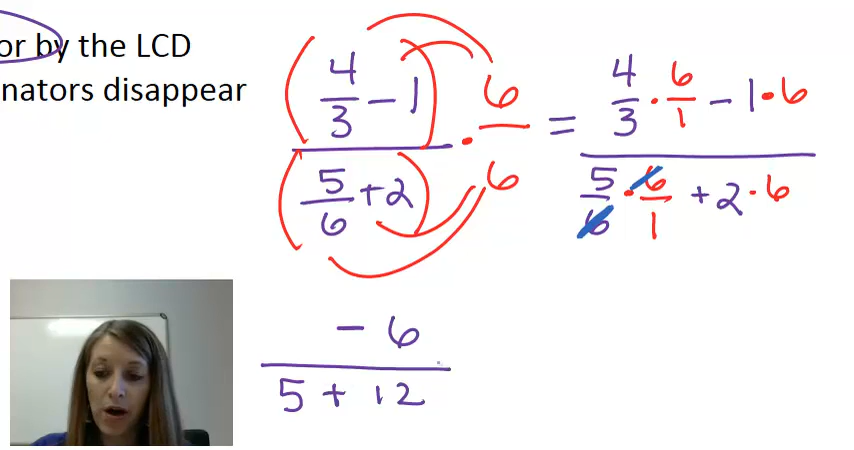 or by the LCD
nators disappear
(4/3 - 1) / (5/6 + 2) · 6/6 = (4/3 · 6/1 - 1 · 6) / (5/6 · 6/1 + 2 · 6)
- 6
5 + 12